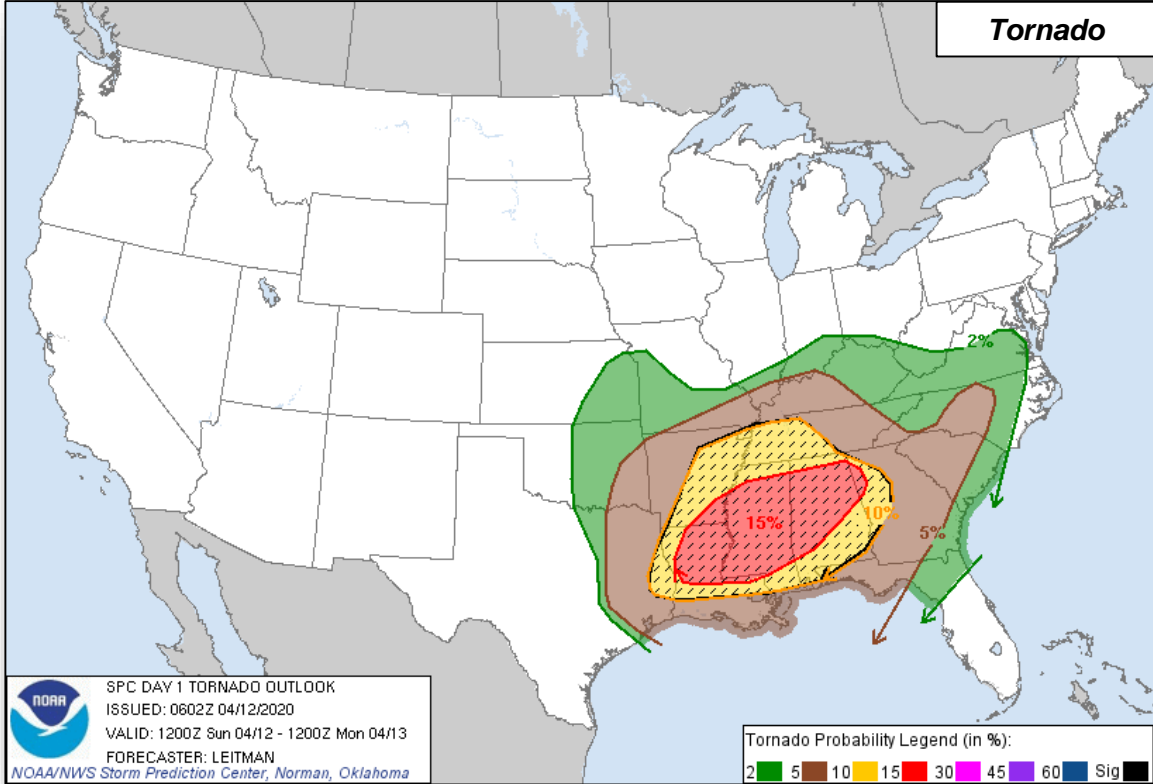 Tornado
2%
15%
10%
5%
NOAA
SPC DAY 1 TORNADO OUTLOOK
ISSUED: 0602Z 04/12/2020
VALID: 1200Z Sun 04/12 - 1200Z Mon 04/13
FORECASTER: LEITMAN
NOAA/NWS Storm Prediction Center, Norman, Oklahoma
Tornado Probability Legend (in %):
2 5 10 15 30 45 60 Sig